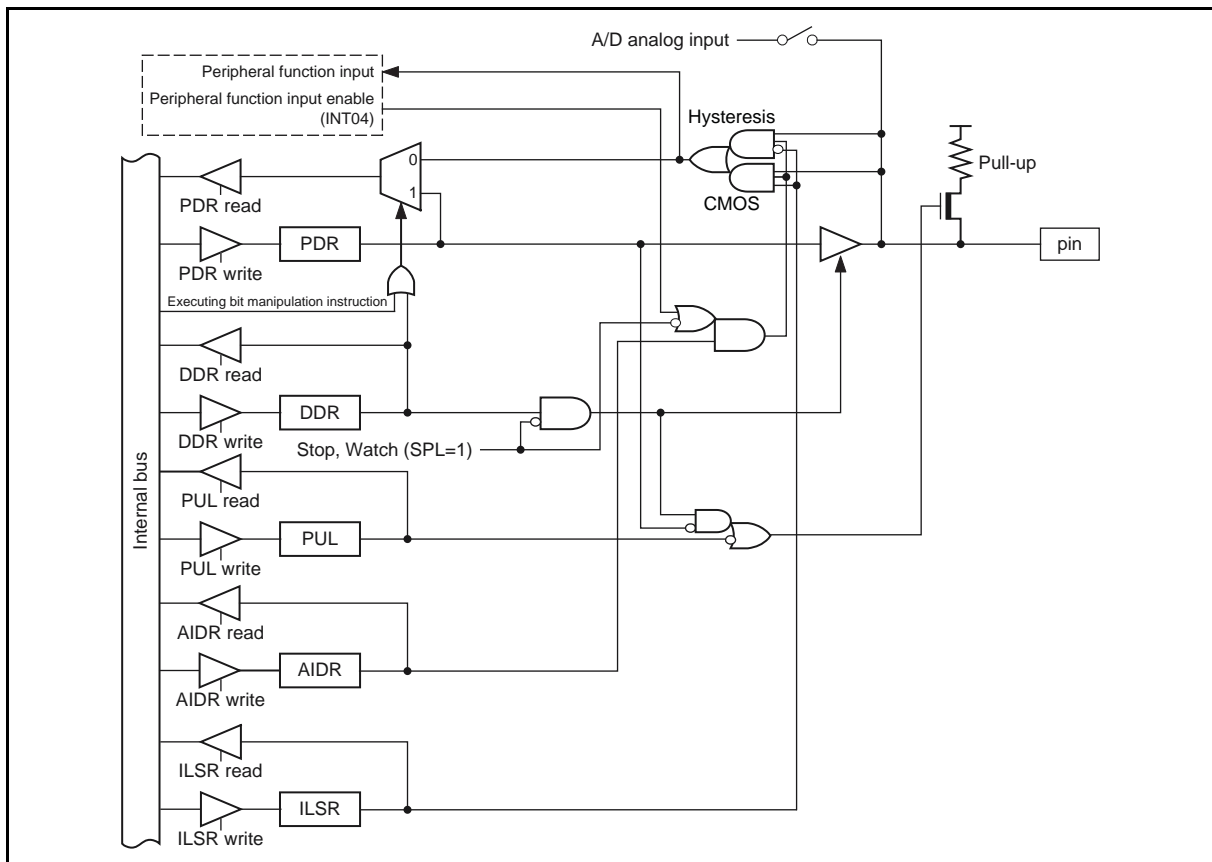 A/D analog input
Peripheral function input
Peripheral function input enable
(INT04)
Hysteresis
0
1
CMOS
Pull-up
PDR read
PDR
pin
PDR write
Executing bit manipulation instruction
DDR read
DDR
DDR write
Stop, Watch (SPL=1)
Internal bus
PUL read
PUL
PUL write
AIDR read
AIDR
AIDR write
ILSR read
ILSR
ILSR write